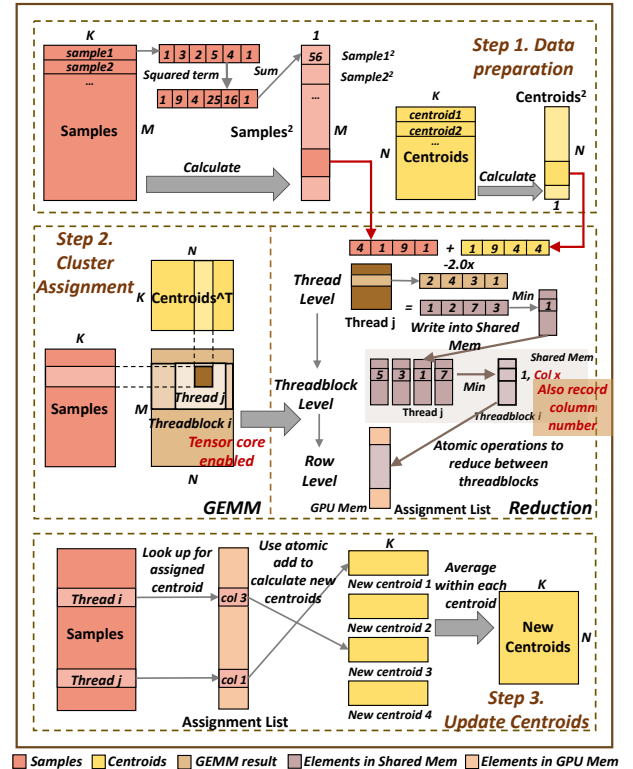 K
sample1
sample2
...
Samples
M
1 3 2 5 4 1
Squared term
Sum
1 9 4 25 16 1
Samples²
Calculate
1
56
...
Sample1²
Sample2²
M
Step 1. Data
preparation
K
centroid1
centroid2
...
Centroids
N
Calculate
Centroids²
N
1
Step 2.
Cluster
Assignment
N
K
Centroids^T
K
Samples
M
Thread j
Threadblock i
Tensor core
enabled
N
GEMM
4 1 9 1 + 1 9 4 4
-2.0x
Thread
Level
Thread j
2 4 3 1
= 1 2 7 3
Min
1
Write into Shared
Mem
Threadblock
Level
5 3 1 7
Thread j
Min
Shared Mem
1, Col x
Threadblock i
Also record
column
number
Row
Level
Atomic operations to
reduce between
threadblocks
GPU Mem
Assignment List
Reduction
Thread i
Samples
Thread j
Look up for
assigned
centroid
col 3
col 1
Assignment List
Use atomic
add to
calculate new
centroids
K
New centroid 1
New centroid 2
New centroid 3
New centroid 4
Average
within each
centroid
K
New
Centroids
N
Step 3.
Update Centroids
Samples
Centroids
GEMM result
Elements in Shared Mem
Elements in GPU Mem